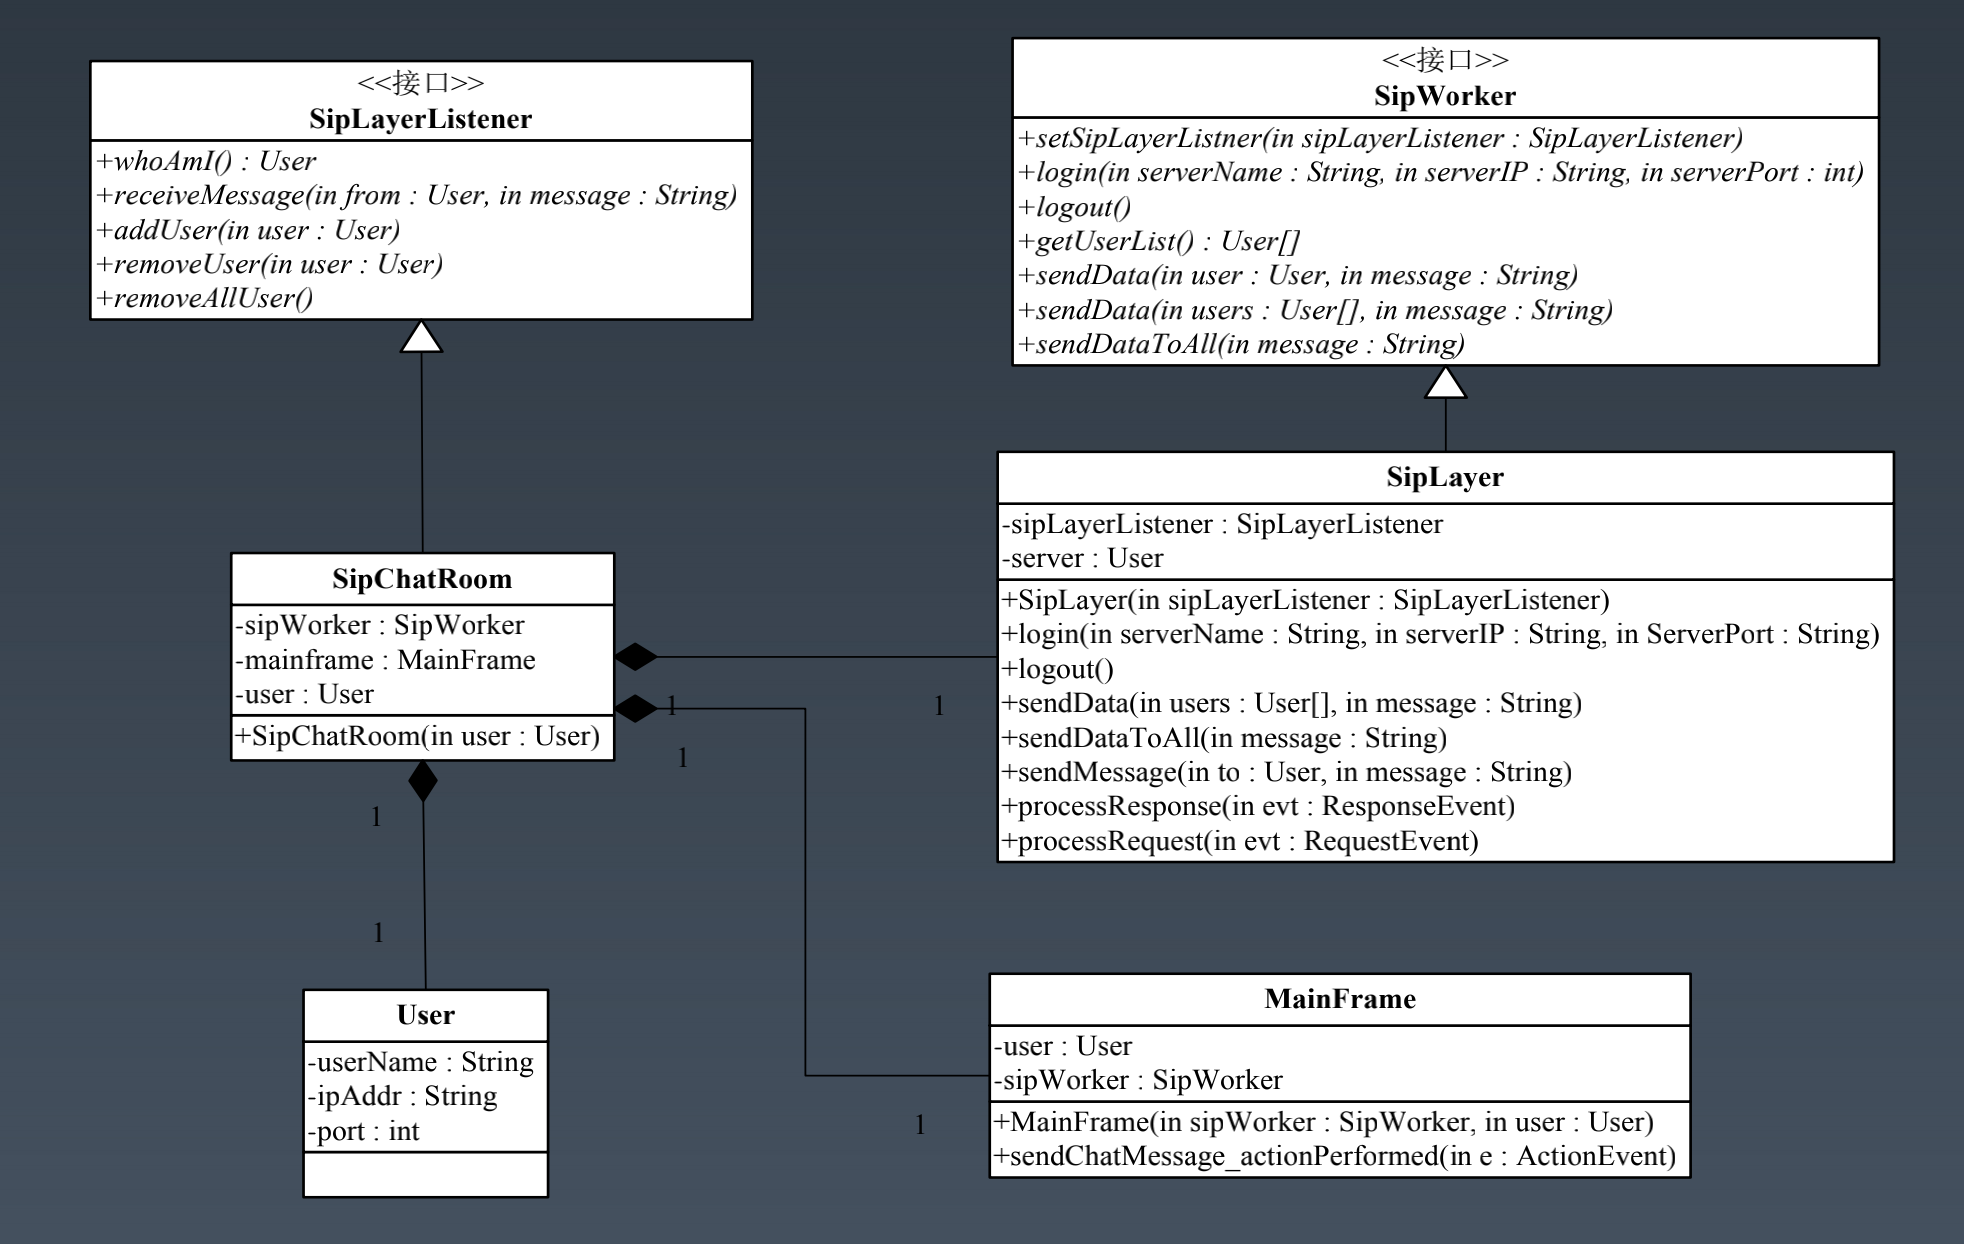 <<接口>>
SipLayerListener
+whoAmI() : User
+receiveMessage(in from : User, in message : String)
+addUser(in user : User)
+removeUser(in user : User)
+removeAllUser()
<<接口>>
SipWorker
+setSipLayerListner(in sipLayerListener : SipLayerListener)
+login(in serverName : String, in serverIP : String, in serverPort : int)
+logout()
+getUserList() : User[]
+sendData(in user : User, in message : String)
+sendData(in users : User[], in message : String)
+sendDataToAll(in message : String)
SipLayer
-sipLayerListener : SipLayerListener
-server : User
+SipLayer(in sipLayerListener : SipLayerListener)
+login(in serverName : String, in serverIP : String, in ServerPort : String)
+logout()
+sendData(in users : User[], in message : String)
+sendDataToAll(in message : String)
+sendMessage(in to : User, in message : String)
+processResponse(in evt : ResponseEvent)
+processRequest(in evt : RequestEvent)
SipChatRoom
-sipWorker : SipWorker
-mainframe : MainFrame
-user : User
+SipChatRoom(in user : User)
1
1
1
1
1
1
User
-userName : String
-ipAddr : String
-port : int
MainFrame
-user : User
-sipWorker : SipWorker
+MainFrame(in sipWorker : SipWorker, in user : User)
+sendChatMessage_actionPerformed(in e : ActionEvent)